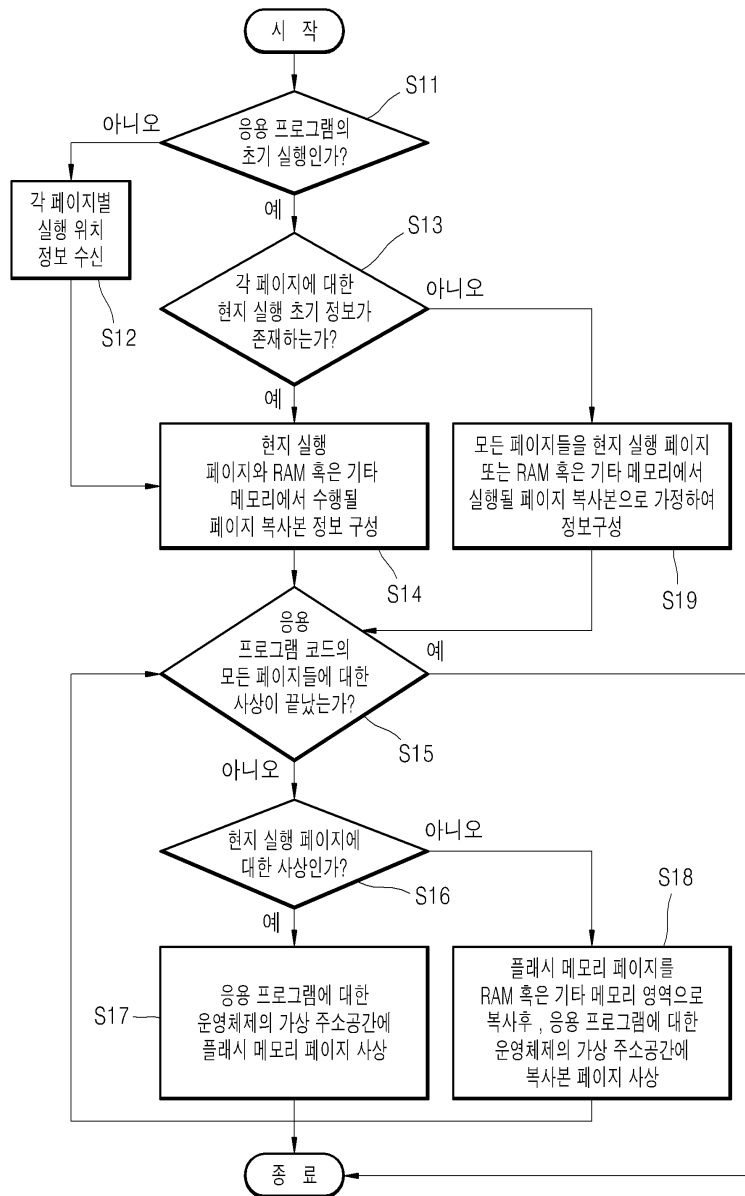 시 작
S11
아니오
응용 프로그램의
초기 실행인가?
각 페이지별
실행 위치
정보 수신
S12
예
S13
각 페이지에 대한
현지 실행 초기 정보가
존재하는가?
아니오
예
현지 실행
페이지와 RAM 혹은 기타
메모리에서 수행될
페이지 복사본 정보 구성
S14
모든 페이지들을 현지 실행 페이지
또는 RAM 혹은 기타 메모리에서
실행될 페이지 복사본으로 가정하여
정보구성
S19
응용
프로그램 코드의
모든 페이지들에 대한
사상이 끝났는가?
예
S15
아니오
현지 실행 페이지에
대한 사상인가?
아니오
S16
예
S17
응용 프로그램에 대한
운영체제의 가상 주소공간에
플래시 메모리 페이지 사상
S18
플래시 메모리 페이지를
RAM 혹은 기타 메모리 영역으로
복사후 , 응용 프로그램에 대한
운영체제의 가상 주소공간에
복사본 페이지 사상
종 료